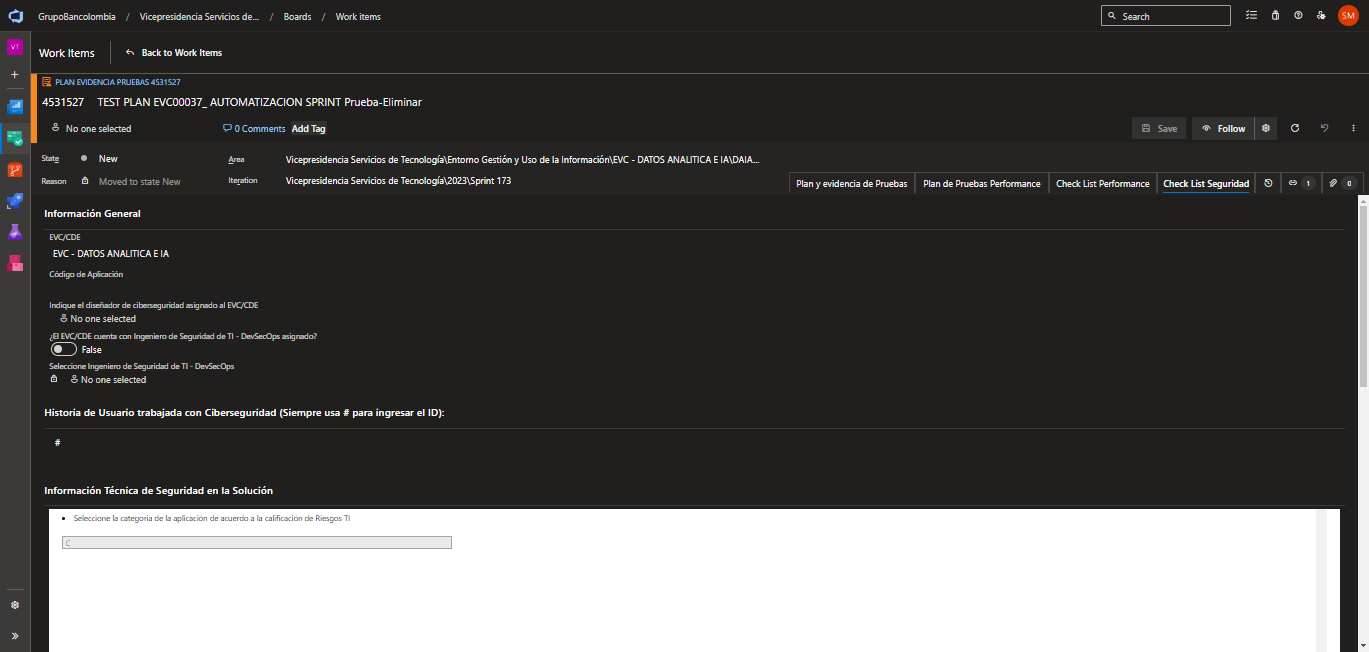 GrupoBancolombia / Vicepresidencia Servicios de... / Boards / Work items
Search
SM
VT
Work Items
Back to Work Items
PLAN EVIDENCIA PRUEBAS 4531527
4531527 TEST PLAN EVC00037_ AUTOMATIZACION SPRINT Prueba-Eliminar
No one selected
0 Comments
Add Tag
Save
Follow
State New
Area Vicepresidencia Servicios de Tecnología\Entorno Gestión y Uso de la Información\EVC - DATOS ANALITICA E IA\DAIA...
Reason Moved to state New
Iteration Vicepresidencia Servicios de Tecnología\2023\Sprint 173
Plan y evidencia de Pruebas
Plan de Pruebas Performance
Check List Performance
Check List Seguridad
1
0
Información General
EVC/CDE
EVC - DATOS ANALITICA E IA
Código de Aplicación
Indique el diseñador de ciberseguridad asignado al EVC/CDE
No one selected
¿El EVC/CDE cuenta con Ingeniero de Seguridad de TI - DevSecOps asignado?
False
Seleccione Ingeniero de Seguridad de TI - DevSecOps
No one selected
Historia de Usuario trabajada con Ciberseguridad (Siempre usa # para ingresar el ID):
#
Información Técnica de Seguridad en la Solución
• Seleccione la categoria de la aplicación de acuerdo a la calificación de Riesgos TI
C